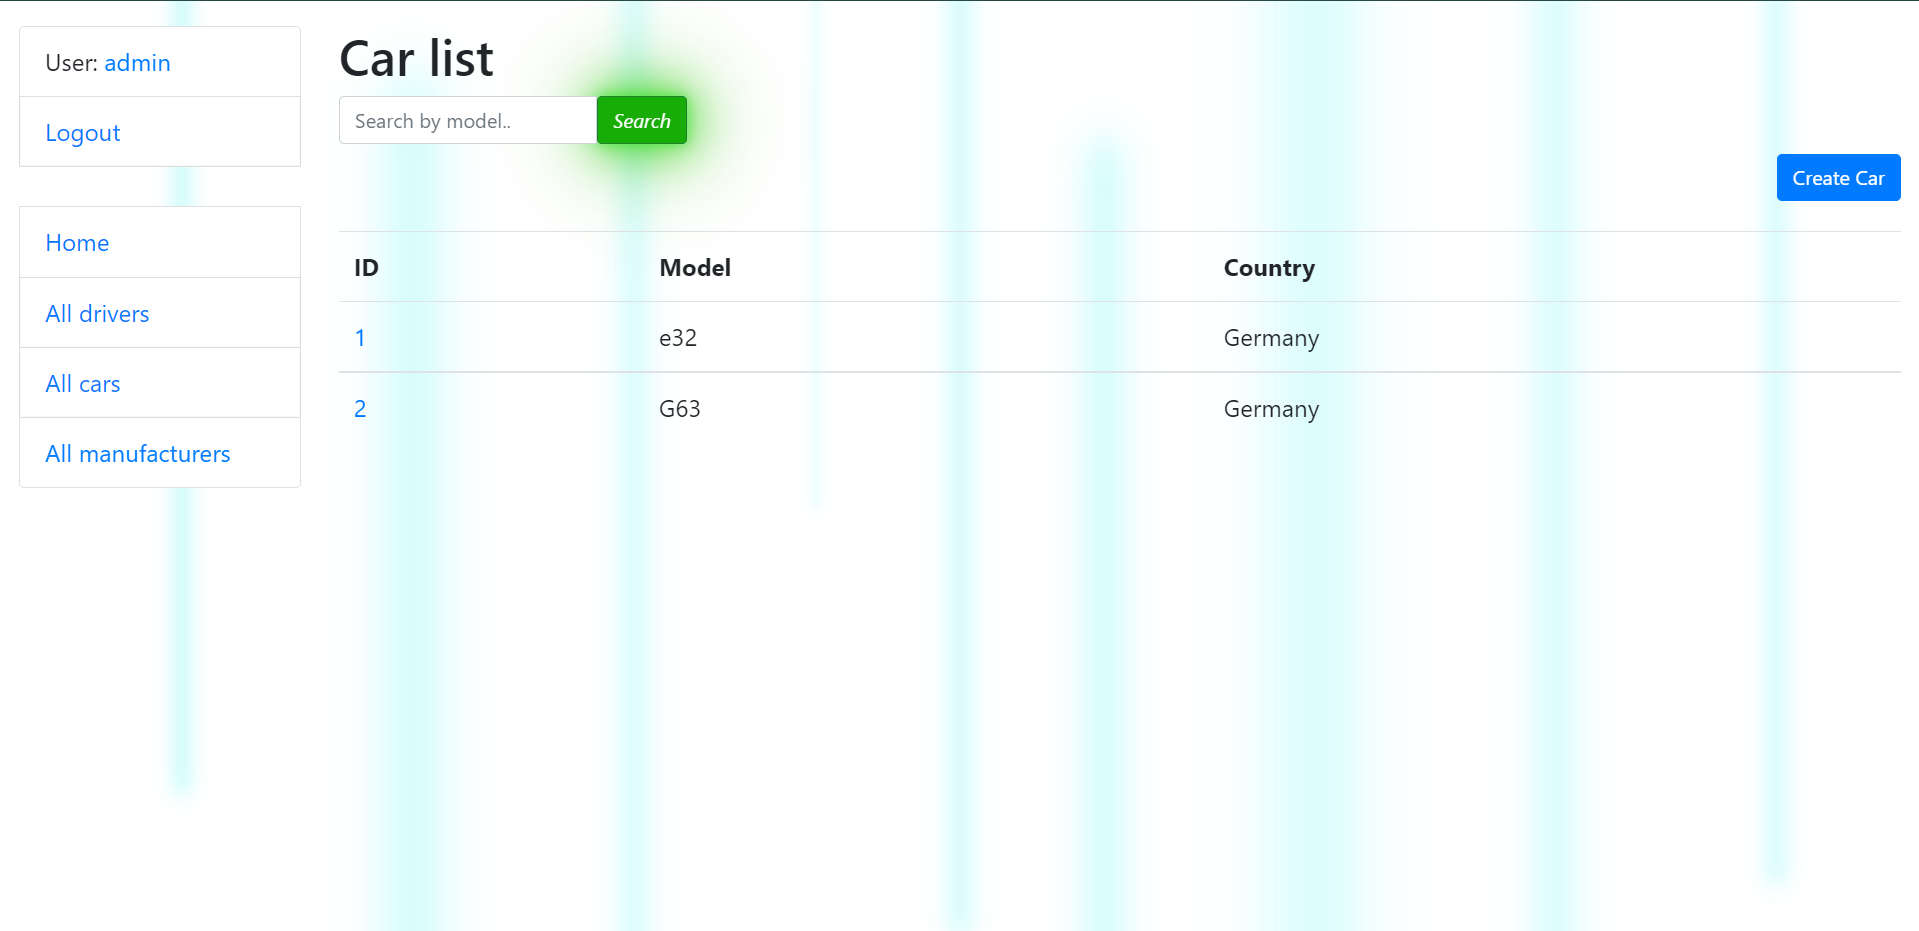 User: admin
Logout
Home
All drivers
All cars
All manufacturers
Car list
Search by model..
Search
Create Car
ID Model Country
1 e32 Germany
2 G63 Germany